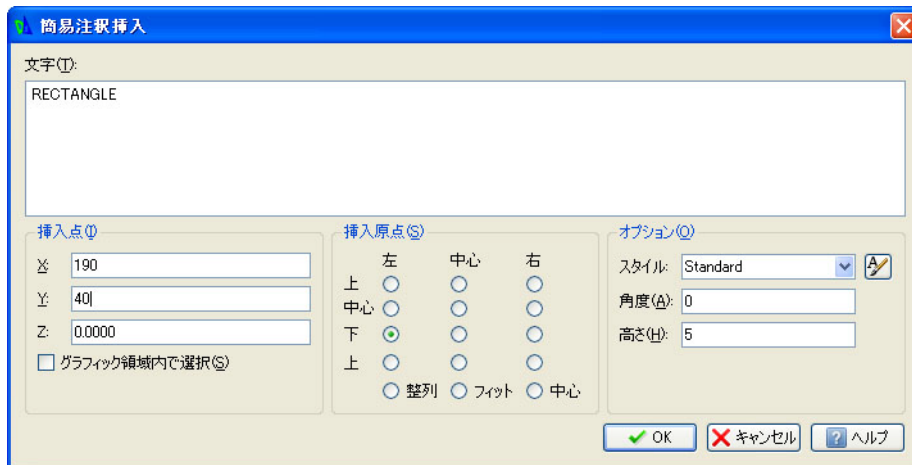 簡易注釈挿入
文字(T):
RECTANGLE
挿入点(I)
X: 190
Y: 40
Z: 0.0000
グラフィック領域内で選択(S)
挿入原点(S)
左 中心 右
上
中心
下
上
整列 フィット 中心
オプション(O)
スタイル: Standard
角度(A): 0
高さ(H): 5
OK キャンセル ヘルプ